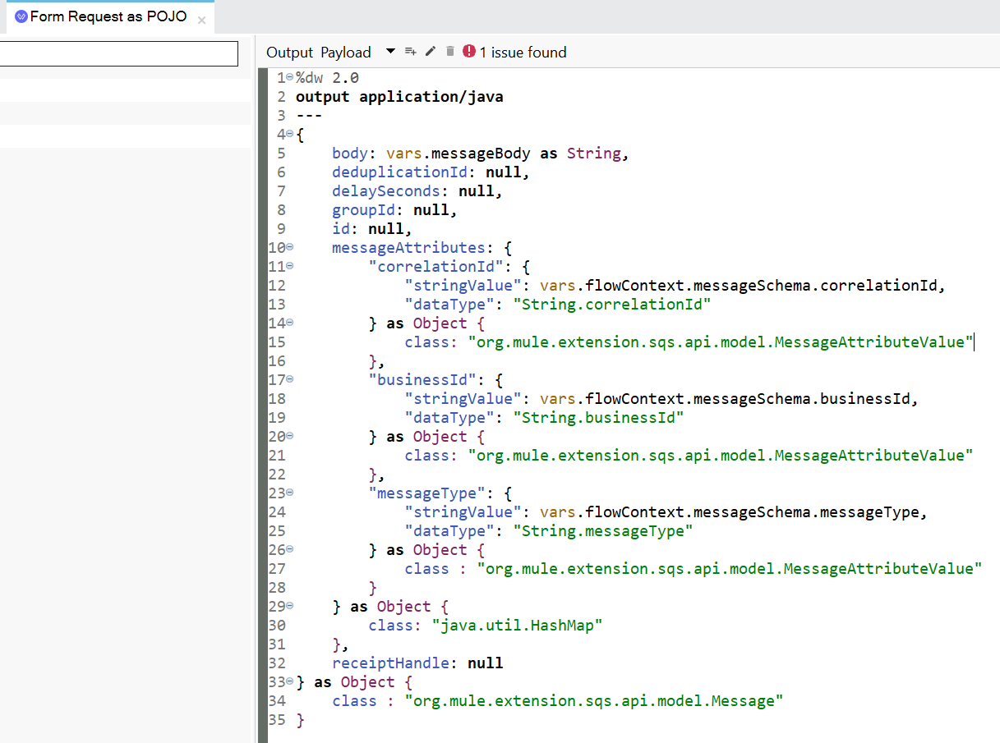 Form Request as POJO
Output Payload 1 issue found
1 %dw 2.0
2 output application/java
3 ---
4 {
5     body: vars.messageBody as String,
6     deduplicationId: null,
7     delaySeconds: null,
8     groupId: null,
9     id: null,
10     messageAttributes: {
11         "correlationId": {
12             "stringValue": vars.flowContext.messageSchema.correlationId,
13             "dataType": "String.correlationId"
14         } as Object {
15             class: "org.mule.extension.sqs.api.model.MessageAttributeValue"
16         },
17         "businessId": {
18             "stringValue": vars.flowContext.messageSchema.businessId,
19             "dataType": "String.businessId"
20         } as Object {
21             class: "org.mule.extension.sqs.api.model.MessageAttributeValue"
22         },
23         "messageType": {
24             "stringValue": vars.flowContext.messageSchema.messageType,
25             "dataType": "String.messageType"
26         } as Object {
27             class : "org.mule.extension.sqs.api.model.MessageAttributeValue"
28         }
29     } as Object {
30         class: "java.util.HashMap"
31     },
32     receiptHandle: null
33 } as Object {
34     class : "org.mule.extension.sqs.api.model.Message"
35 }